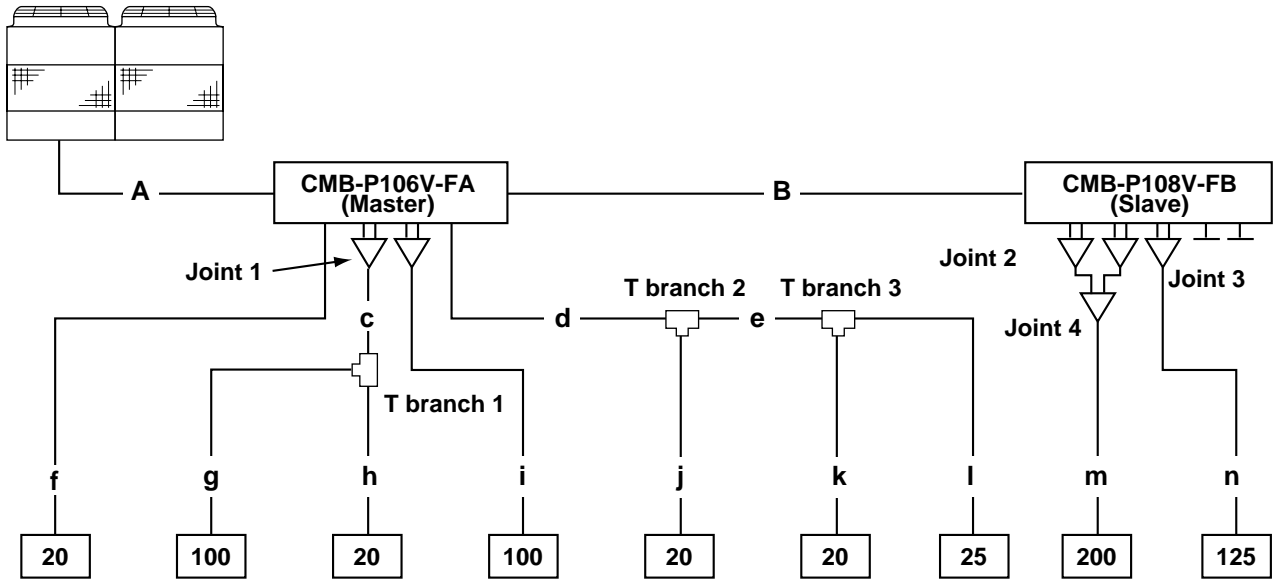 A
CMB-P106V-FA
(Master)
B
CMB-P108V-FB
(Slave)
Joint 1
Joint 2
Joint 3
T branch 2
T branch 3
c
d
e
Joint 4
T branch 1
f
g
h
i
j
k
l
m
n
20
100
20
100
20
20
25
200
125